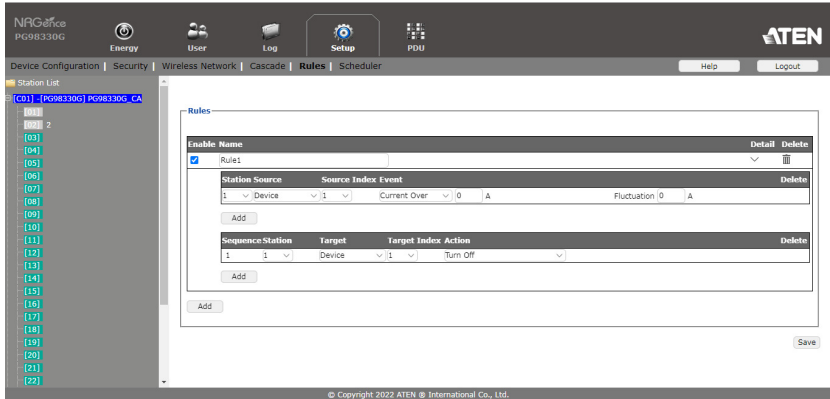 NRGence
PG98330G
Energy
User
Log
Setup
PDU
ATEN
Device Configuration | Security | Wireless Network | Cascade | Rules | Scheduler
Help
Logout
Station List
[C01] -[PG98330G] PG98330G_CA
[01]
[02] 2
[03]
[04]
[05]
[06]
[07]
[08]
[09]
[10]
[11]
[12]
[13]
[14]
[15]
[16]
[17]
[18]
[19]
[20]
[21]
[22]
Rules
Enable Name Detail Delete
Rule1
Station Source Source Index Event Delete
1 Device 1 Current Over 0 A Fluctuation 0 A
Add
Sequence Station Target Target Index Action Delete
1 1 Device 1 Turn Off
Add
Add
Save
© Copyright 2022 ATEN ® International Co., Ltd.